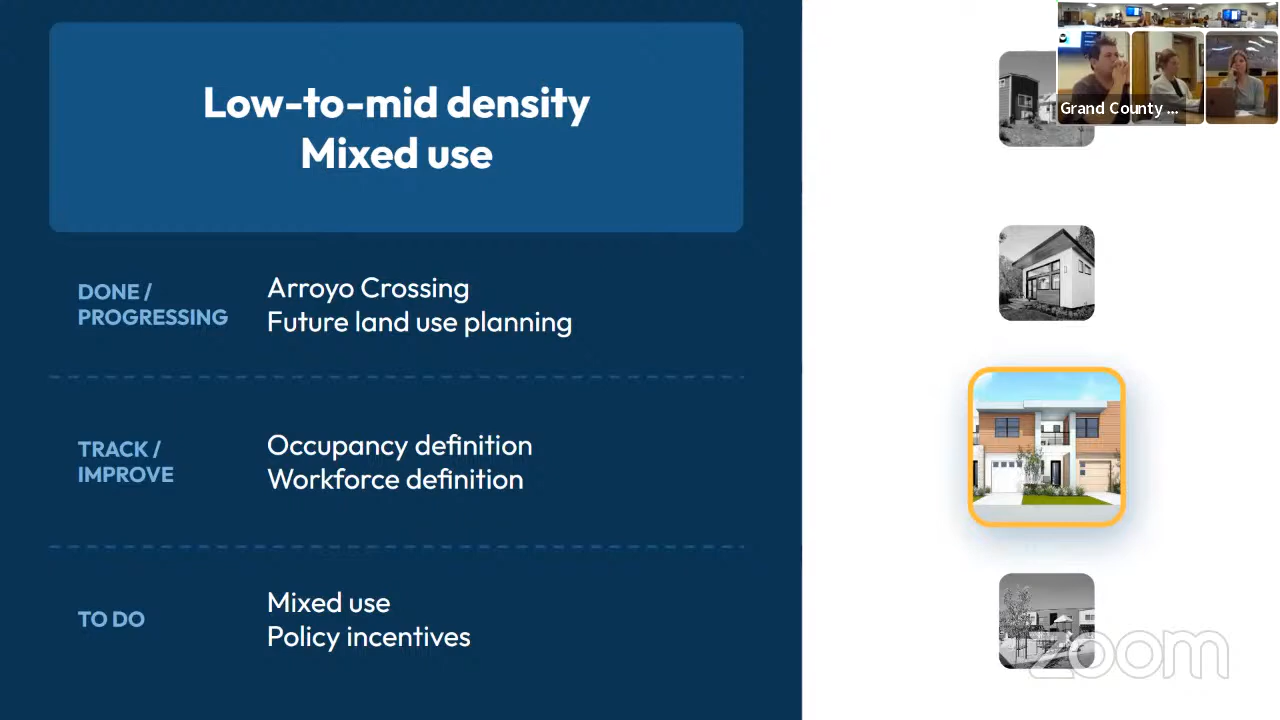 Low-to-mid density
Mixed use
DONE /
PROGRESSING
Arroyo Crossing
Future land use planning
TRACK /
IMPROVE
Occupancy definition
Workforce definition
TO DO
Mixed use
Policy incentives
Grand County ...
zoom